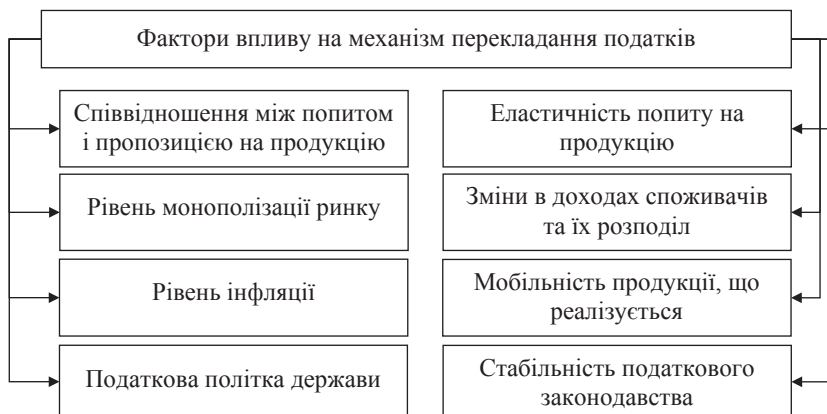 Фактори впливу на механізм перекладання податків
Співвідношення між попитом
і пропозицією на продукцію
Еластичність попиту на
продукцію
Рівень монополізації ринку
Зміни в доходах споживачів
та їх розподіл
Рівень інфляції
Мобільність продукції, що
реалізується
Податкова політка держави
Стабільність податкового
законодавства